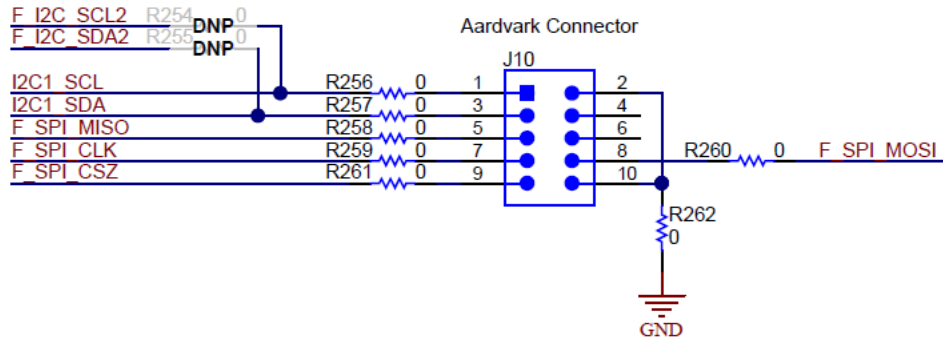 F_I2C_SCL2 R254 0
DNP
F_I2C_SDA2 R255 0
DNP
Aardvark Connector
J10
I2C1_SCL R256 0 1 2
I2C1_SDA R257 0 3 4
F_SPI_MISO R258 0 5 6
F_SPI_CLK R259 0 7 8 R260 0 F_SPI_MOSI
F_SPI_CSZ R261 0 9 10
R262
0
GND